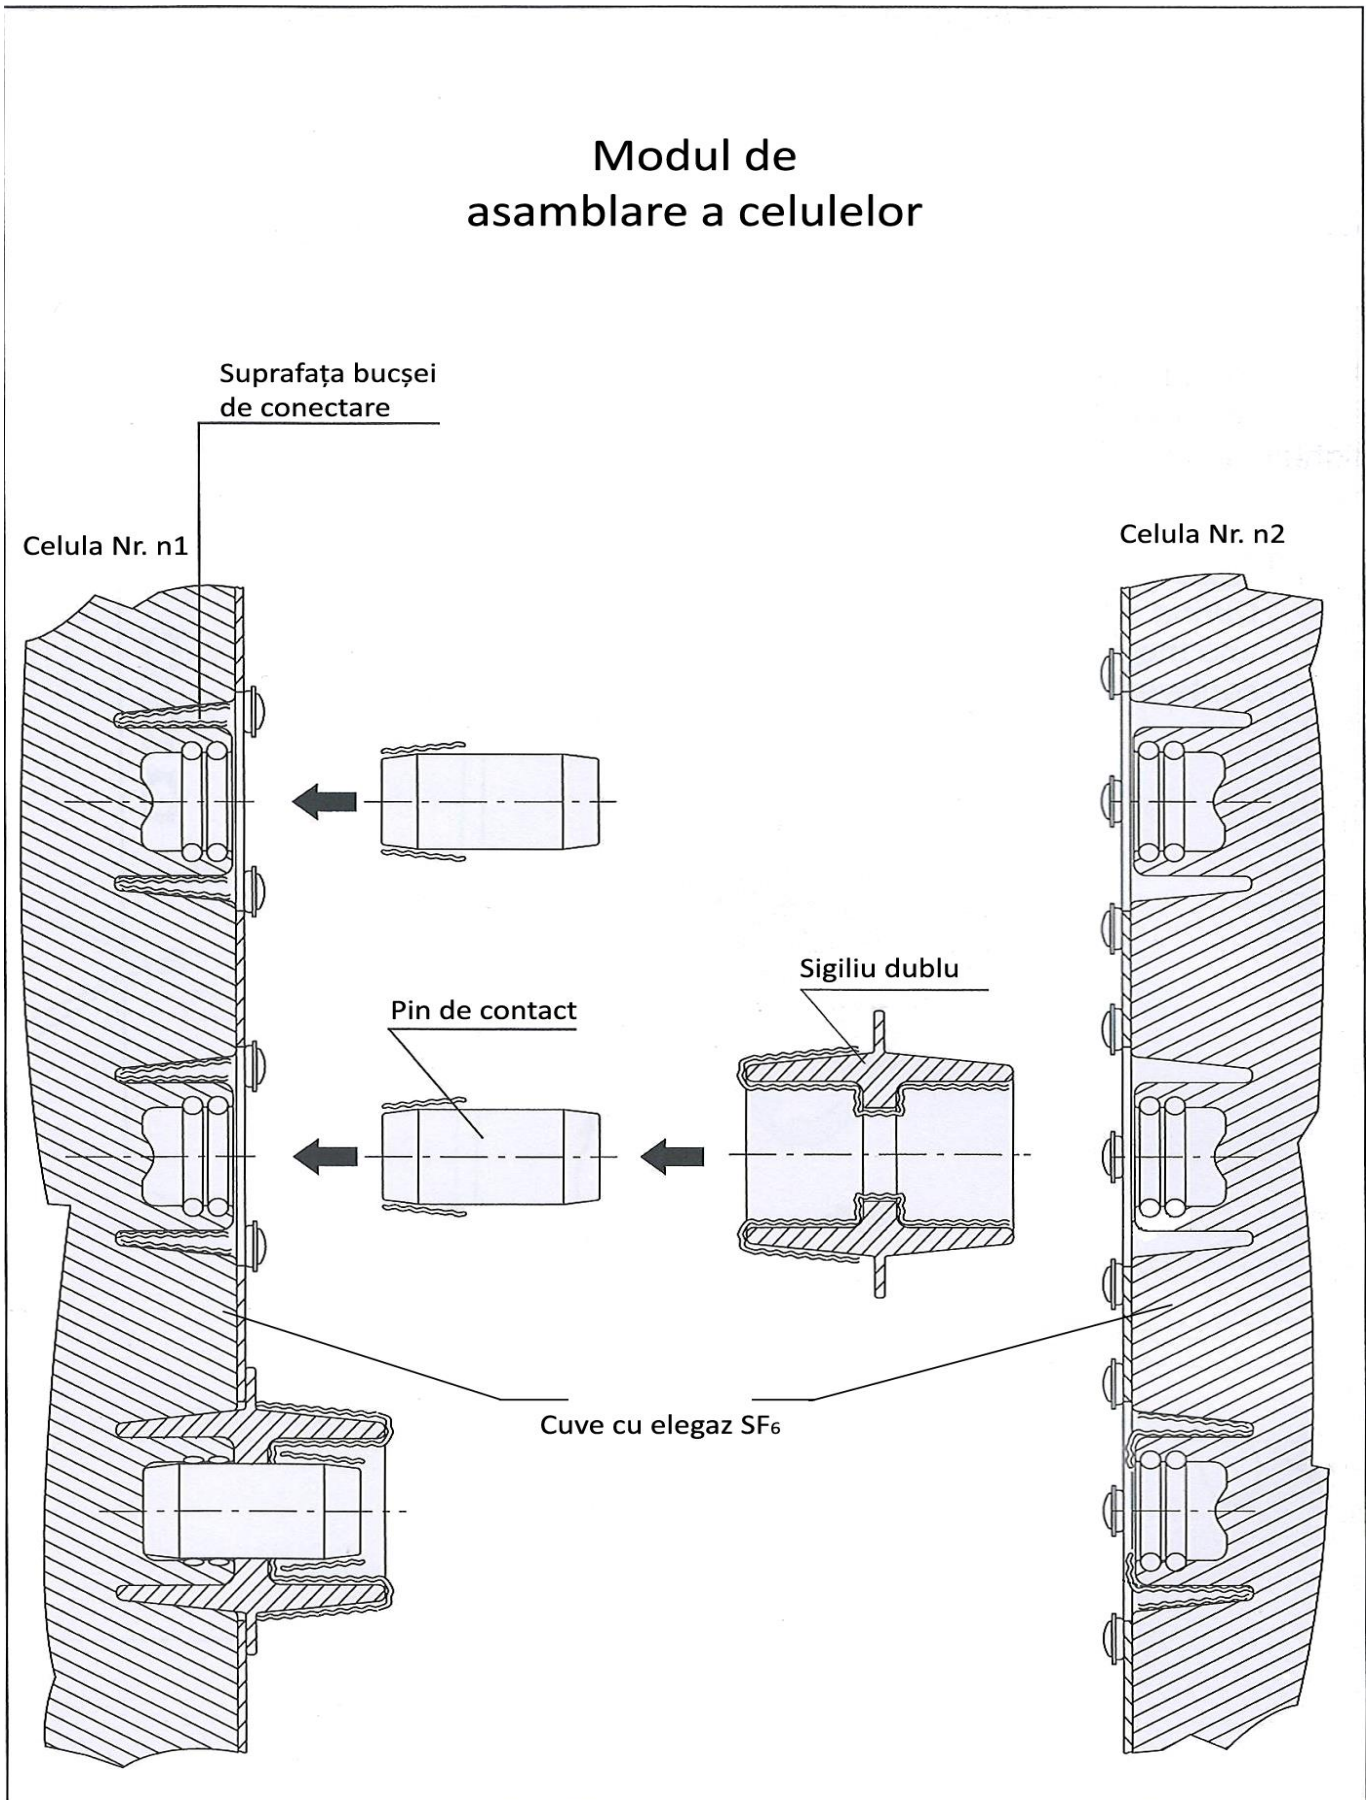 Modul de
asamblare a celulelor
Suprafața bucșei
de conectare
Celula Nr. n1
Celula Nr. n2
Sigiliu dublu
Pin de contact
Cuve cu elegaz SF₆